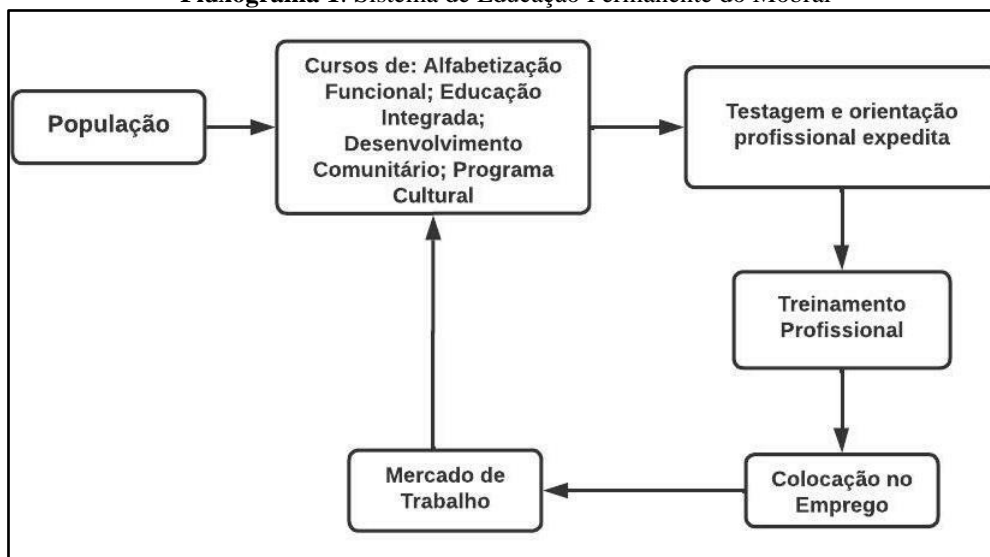 Fluxograma 1. Sistema de Educação Permanente do Mobral
População
Cursos de: Alfabetização
Funcional; Educação
Integrada;
Desenvolvimento
Comunitário; Programa
Cultural
Testagem e orientação
profissional expedita
Treinamento
Profissional
Colocação no
Emprego
Mercado de
Trabalho